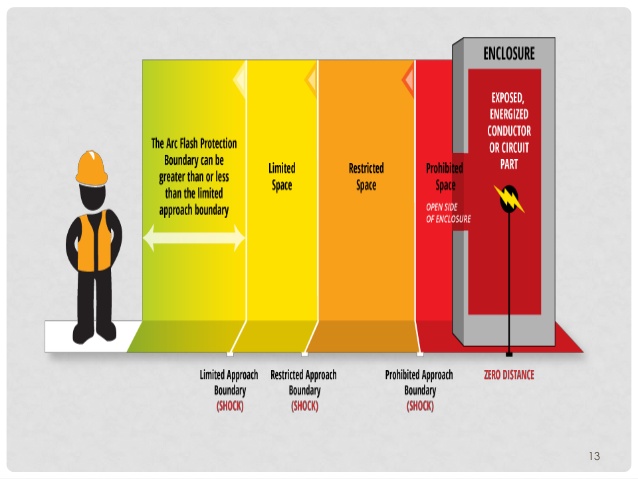 ENCLOSURE
EXPOSED,
ENERGIZED
CONDUCTOR
OR CIRCUIT
PART
The Arc Flash Protection
Boundary can be
greater than or less
than the limited
approach boundary
Limited
Space
Restricted
Space
Prohibited
Space
OPEN SIDE
OF ENCLOSURE
Limited Approach
Boundary
(SHOCK)
Restricted Approach
Boundary
(SHOCK)
Prohibited Approach
Boundary
(SHOCK)
ZERO DISTANCE
13